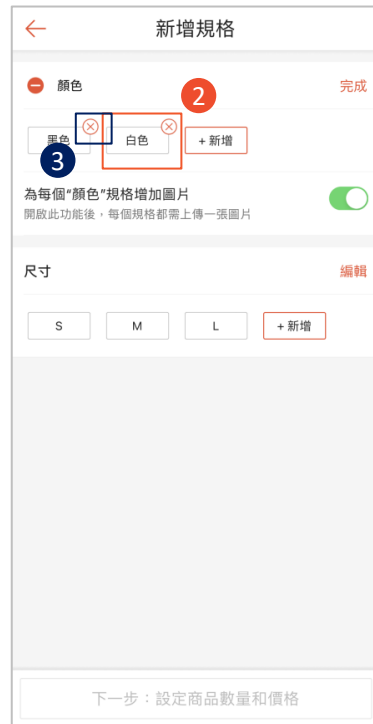 新增規格
顏色
完成
2
黑色
白色
+ 新增
3
為每個"顏色"規格增加圖片
開啟此功能後，每個規格都需上傳一張圖片
尺寸
編輯
S
M
L
+ 新增
下一步：設定商品數量和價格